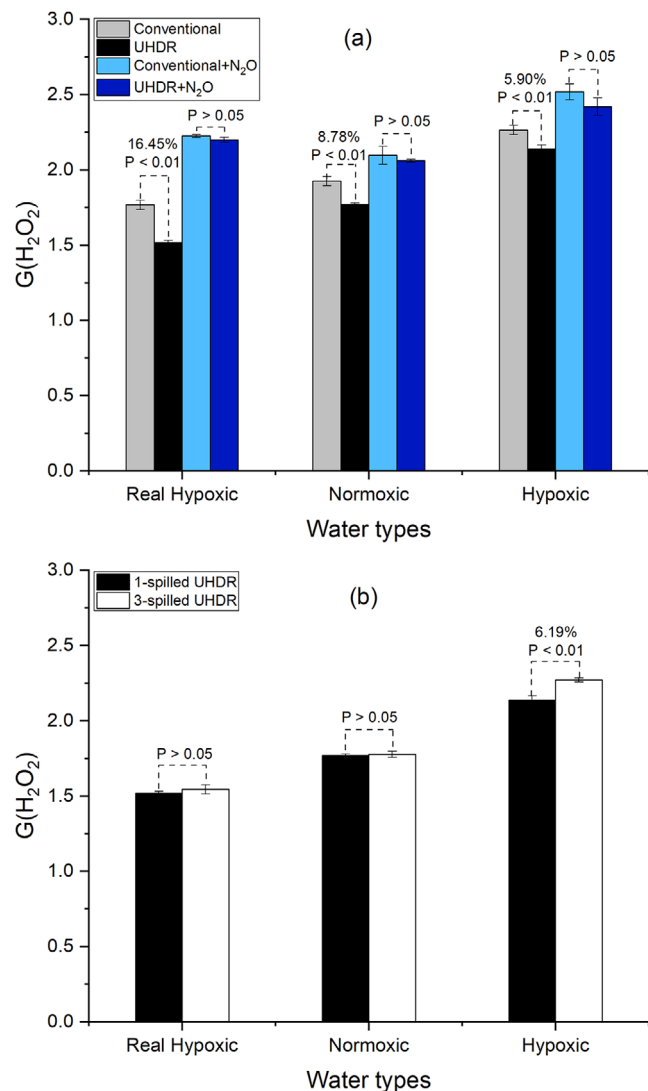 (a)
Conventional
UHDR
Conventional+N₂O
UHDR+N₂O
3.0
2.5
2.0
1.5
1.0
0.5
0.0
G(H₂O₂)
16.45%
P < 0.01
P > 0.05
8.78%
P < 0.01
P > 0.05
5.90%
P < 0.01
P > 0.05
Real Hypoxic
Normoxic
Hypoxic
Water types
(b)
1-spilled UHDR
3-spilled UHDR
3.0
2.5
2.0
1.5
1.0
0.5
0.0
G(H₂O₂)
P > 0.05
P > 0.05
6.19%
P < 0.01
Real Hypoxic
Normoxic
Hypoxic
Water types